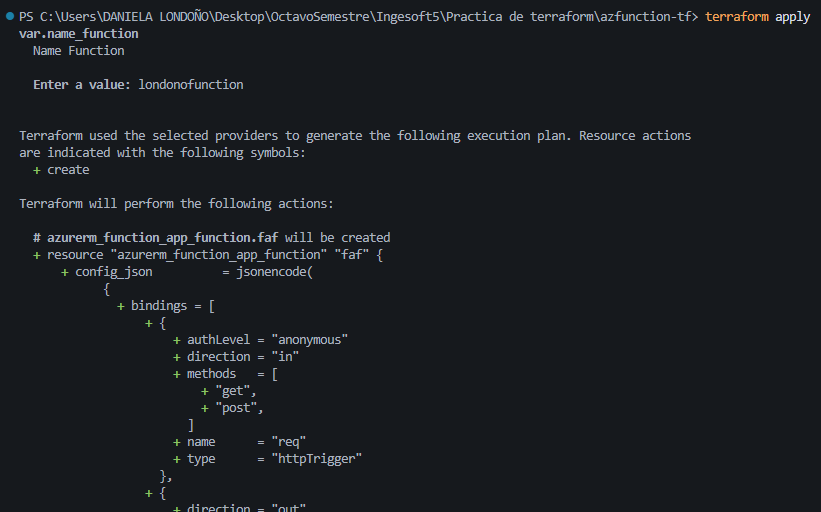 PS C:\Users\DANIELA LONDOÑO\Desktop\OctavoSemestre\Ingesoft5\Practica de terraform\azfunction-tf> terraform apply
var.name_function
  Name Function

  Enter a value: londonofunction


Terraform used the selected providers to generate the following execution plan. Resource actions
are indicated with the following symbols:
  + create

Terraform will perform the following actions:

  # azurerm_function_app_function.faf will be created
  + resource "azurerm_function_app_function" "faf" {
      + config_json          = jsonencode(
            {
              + bindings = [
                  + {
                      + authLevel = "anonymous"
                      + direction = "in"
                      + methods   = [
                          + "get",
                          + "post",
                        ]
                      + name      = "req"
                      + type      = "httpTrigger"
                    },
                  + {
                      + direction = "out"